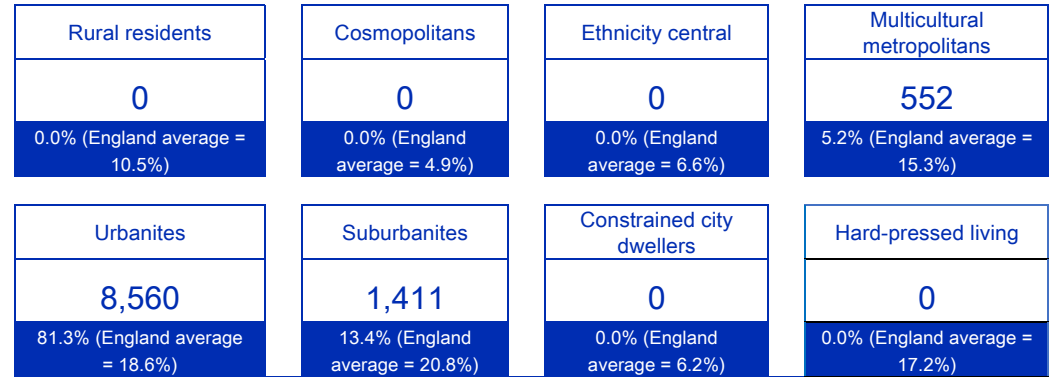 Rural residents
0
0.0% (England average =
10.5%)
Cosmopolitans
0
0.0% (England
average = 4.9%)
Ethnicity central
0
0.0% (England
average = 6.6%)
Multicultural
metropolitans
552
5.2% (England average =
15.3%)
Urbanites
8,560
81.3% (England average
= 18.6%)
Suburbanites
1,411
13.4% (England
average = 20.8%)
Constrained city
dwellers
0
0.0% (England
average = 6.2%)
Hard-pressed living
0
0.0% (England average =
17.2%)